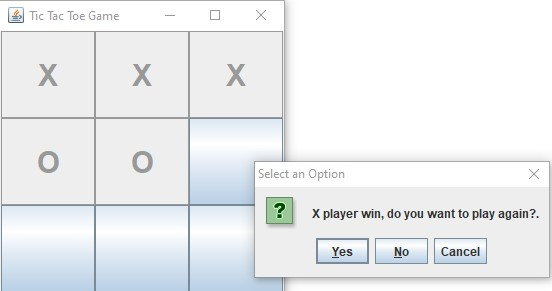 Tic Tac Toe Game
X X X
O O
Select an Option
? X player win, do you want to play again?.
Yes No Cancel